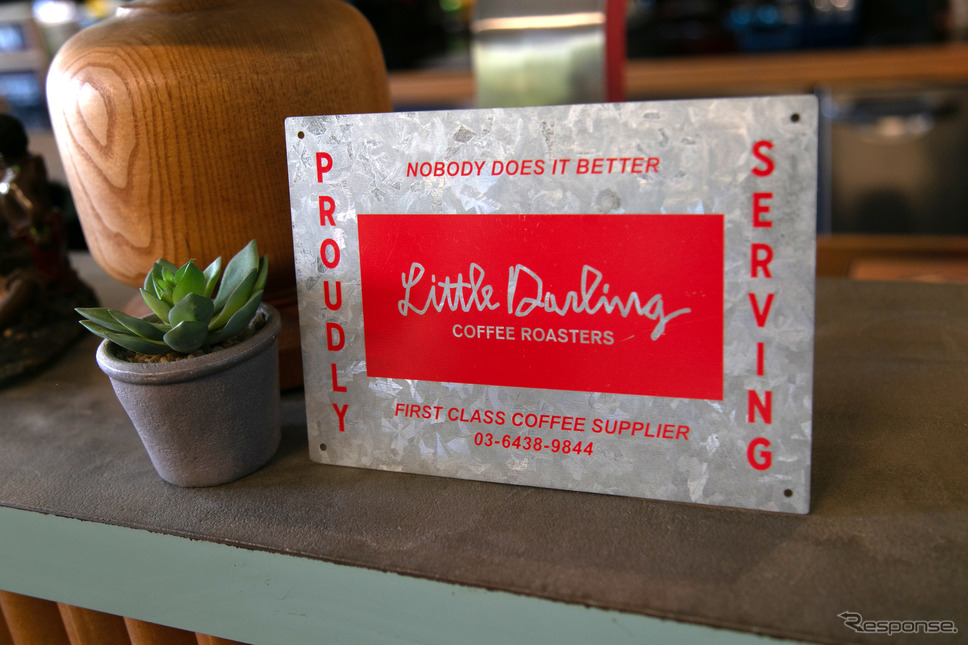 PROUDLY
NOBODY DOES IT BETTER
Little Darling
COFFEE ROASTERS
FIRST CLASS COFFEE SUPPLIER
03-6438-9844
SERVING
Response.